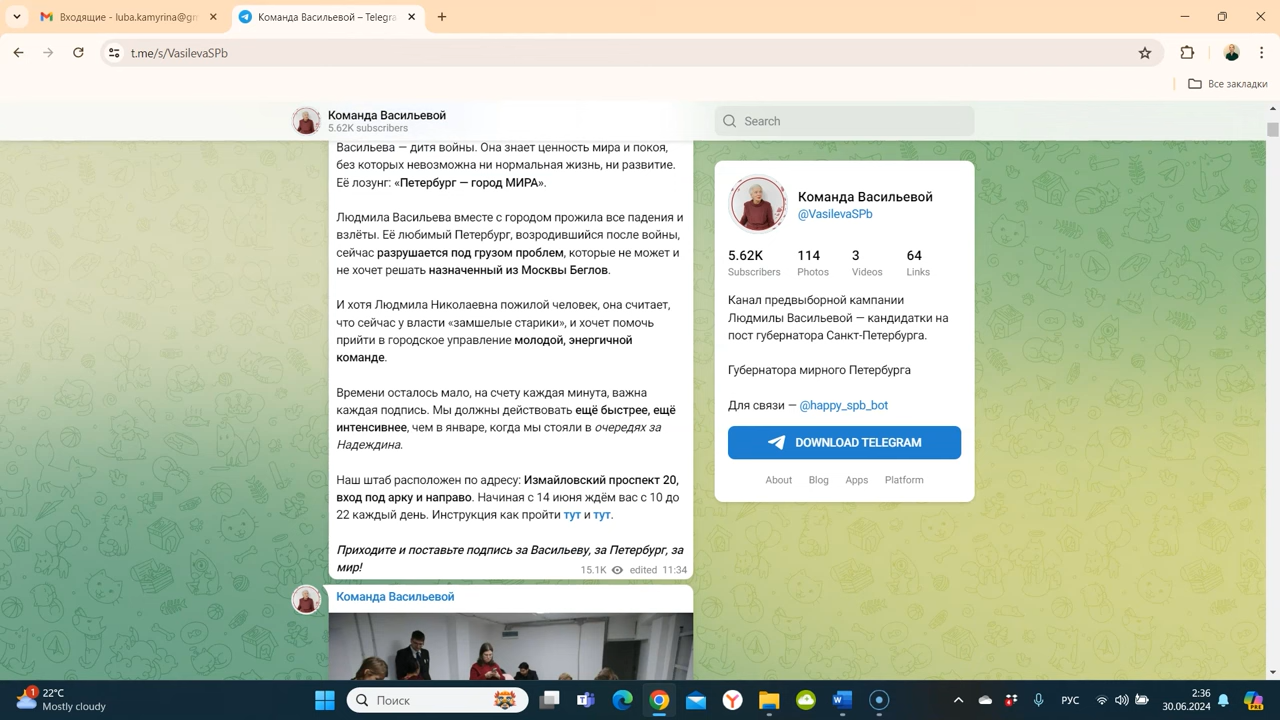 Входящие - luba.kamyrina@gm
Команда Васильевой – Telegra
t.me/s/VasilevaSPb
Все закладки
Команда Васильевой
5.62K subscribers
Search
Васильева — дитя войны. Она знает ценность мира и покоя,
без которых невозможна ни нормальная жизнь, ни развитие.
Её лозунг: «Петербург — город МИРА».
Людмила Васильева вместе с городом прожила все падения и
взлёты. Её любимый Петербург, возродившийся после войны,
сейчас разрушается под грузом проблем, которые не может и
не хочет решать назначенный из Москвы Беглов.
И хотя Людмила Николаевна пожилой человек, она считает,
что сейчас у власти «замшелые старики», и хочет помочь
прийти в городское управление молодой, энергичной
команде.
Времени осталось мало, на счету каждая минута, важна
каждая подпись. Мы должны действовать ещё быстрее, ещё
интенсивнее, чем в январе, когда мы стояли в очередях за
Надеждина.
Наш штаб расположен по адресу: Измайловский проспект 20,
вход под арку и направо. Начиная с 14 июня ждём вас с 10 до
22 каждый день. Инструкция как пройти тут и тут.
Приходите и поставьте подпись за Васильеву, за Петербург, за
мир!
15.1K edited 11:34
Команда Васильевой
Команда Васильевой
@VasilevaSPb
5.62K 114 3 64
Subscribers Photos Videos Links
Канал предвыборной кампании
Людмилы Васильевой — кандидатки на
пост губернатора Санкт-Петербурга.
Губернатора мирного Петербурга
Для связи — @happy_spb_bot
DOWNLOAD TELEGRAM
About Blog Apps Platform
1
22°C
Mostly cloudy
Поиск
РУС
2:36
30.06.2024